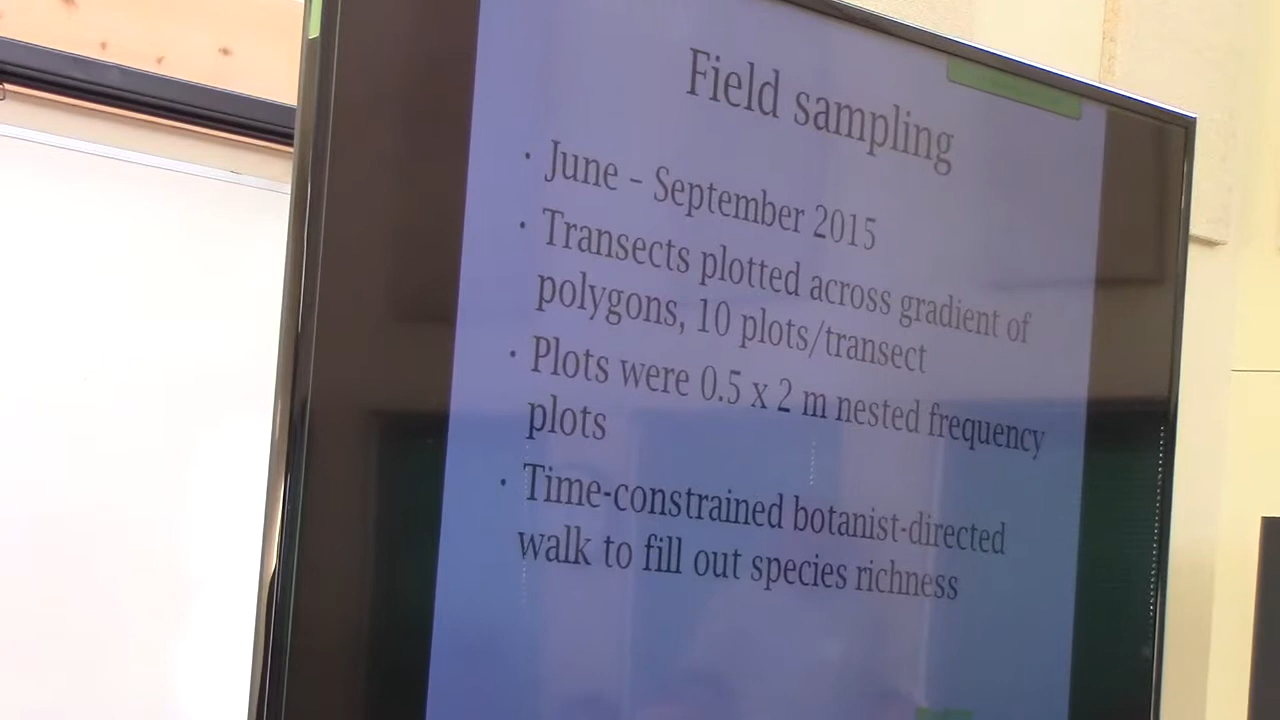 Field sampling
· June – September 2015
· Transects plotted across gradient of
polygons, 10 plots/transect
· Plots were 0.5 x 2 m nested frequency
plots
· Time-constrained botanist-directed
walk to fill out species richness